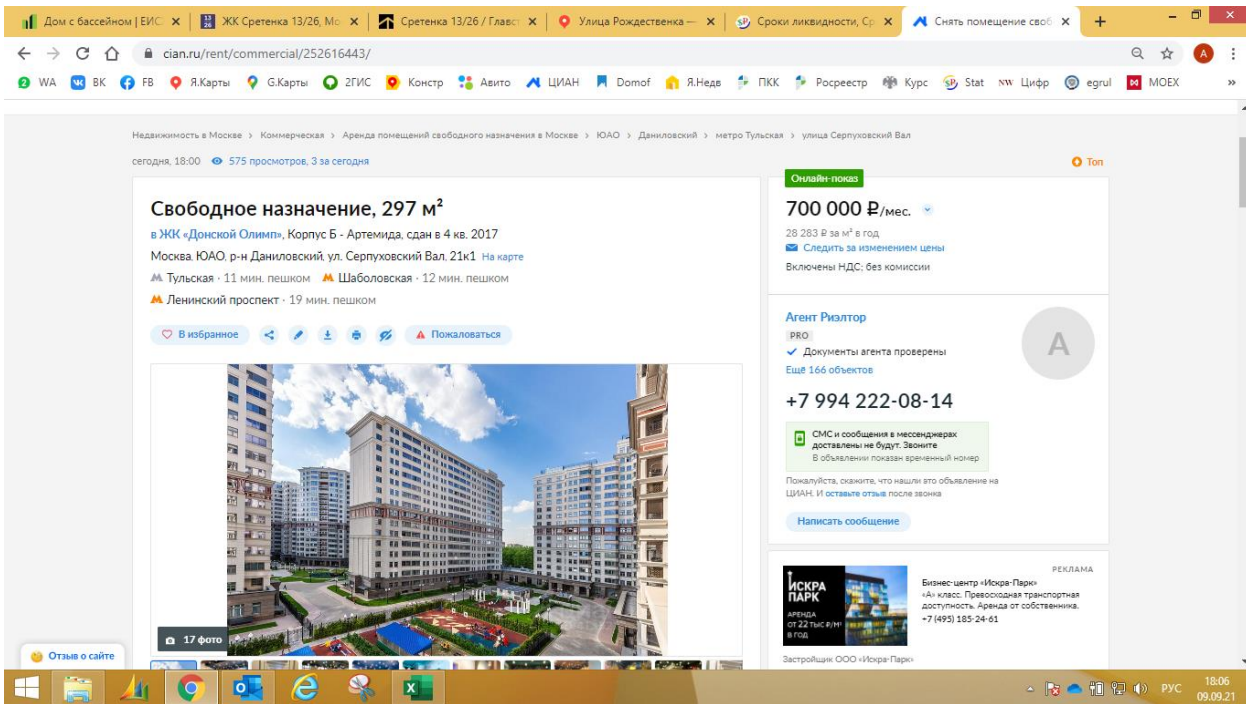 Дом с бассейном | ЕИС
ЖК Сретенка 13/26, Мо
Сретенка 13/26 / Главст
Улица Рождественка —
Сроки ликвидности, Ср
Снять помещение своб
cian.ru/rent/commercial/252616443/
А
WA ВК FB Я.Карты G.Карты 2ГИС Констр Авито ЦИАН Domof Я.Недв ПКК Росреестр Курс Stat Цифр egrul MOEX »
Недвижимость в Москве > Коммерческая > Аренда помещений свободного назначения в Москве > ЮАО > Даниловский > метро Тульская > улица Серпуховский Вал
сегодня, 18:00 575 просмотров, 3 за сегодня
Топ
Свободное назначение, 297 м²
в ЖК «Донской Олимп», Корпус Б - Артемида, сдан в 4 кв. 2017
Москва, ЮАО, р-н Даниловский, ул. Серпуховский Вал, 21к1 На карте
Тульская · 11 мин. пешком Шаболовская · 12 мин. пешком
Ленинский проспект · 19 мин. пешком
В избранное
Пожаловаться
17 фото
Онлайн-показ
700 000 ₽/мес.
28 283 ₽ за м² в год
Следить за изменением цены
Включены НДС; без комиссии
Агент Риэлтор
PRO
Документы агента проверены
Ещё 166 объектов
А
+7 994 222-08-14
СМС и сообщения в мессенджерах
доставлены не будут. Звоните
В объявлении показан временный номер
Пожалуйста, скажите, что нашли это объявление на
ЦИАН. И оставьте отзыв после звонка
Написать сообщение
РЕКЛАМА
ИСКРА
ПАРК
АРЕНДА
ОТ 22 ТЫС ₽/М²
В ГОД
Бизнес-центр «Искра-Парк»
«А» класс. Превосходная транспортная
доступность. Аренда от собственника.
+7 (495) 185-24-61
Застройщик ООО «Искра-Парк»
Отзыв о сайте
РУС
18:06
09.09.21